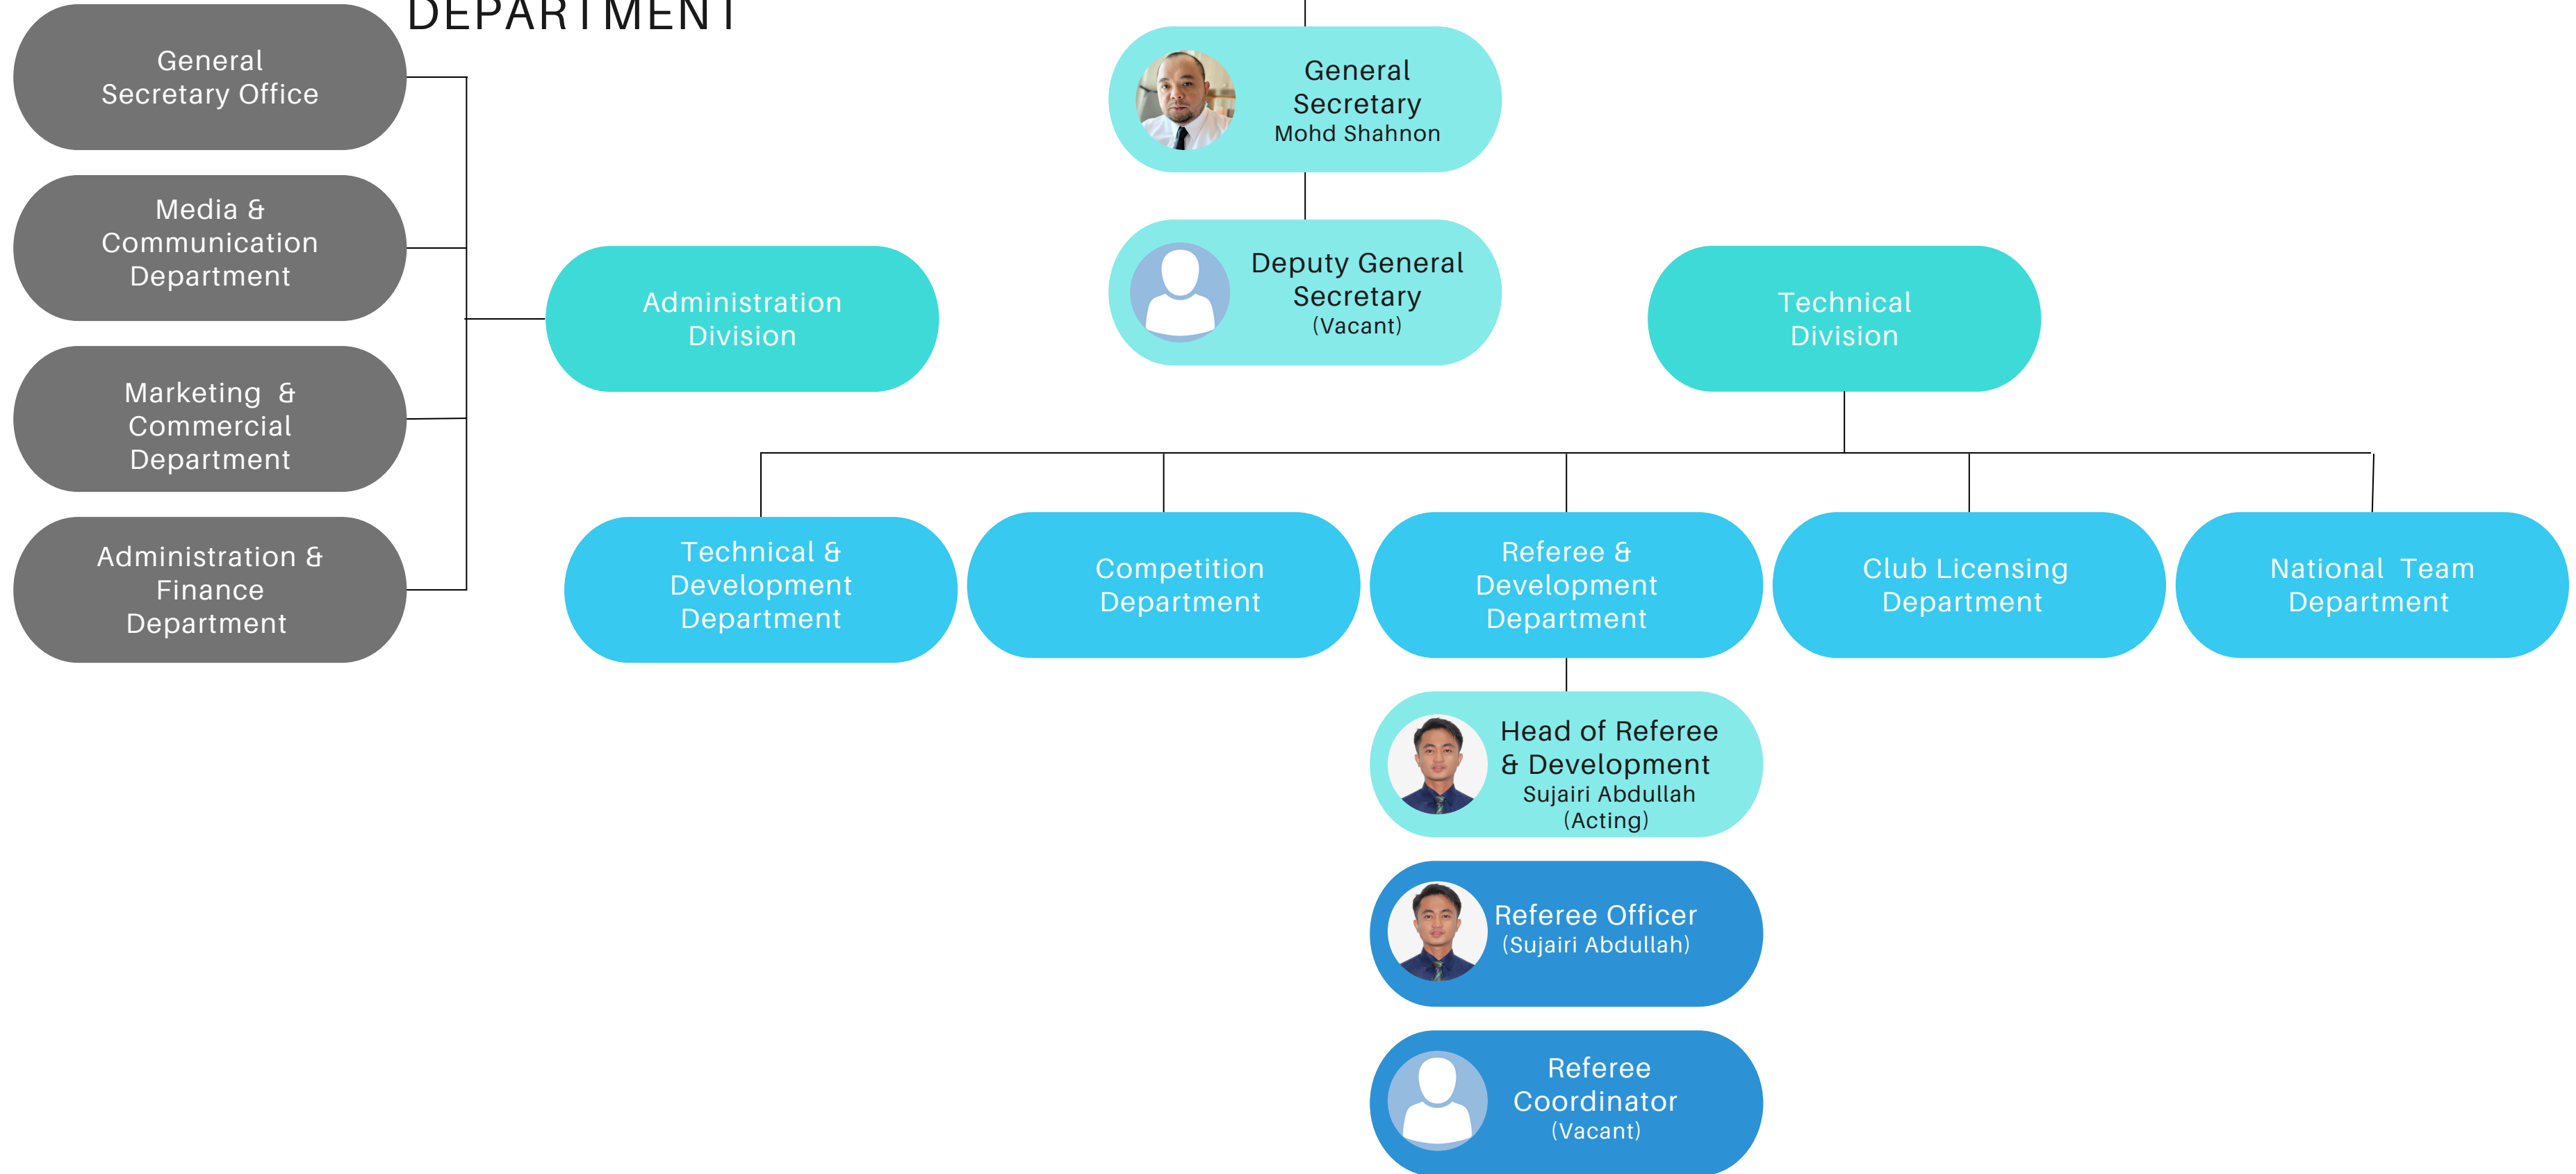 DEPARTMENT
General
Secretary Office
Media &
Communication
Department
Marketing  &
Commercial
Department
Administration &
Finance
Department
Administration
Division
General
Secretary
Mohd Shahnon
Deputy General
Secretary
(Vacant)
Technical
Division
Technical &
Development
Department
Competition
Department
Referee &
Development
Department
Club Licensing
Department
National  Team
Department
Head of Referee
& Development
Sujairi Abdullah
(Acting)
Referee Officer
(Sujairi Abdullah)
Referee
Coordinator
(Vacant)